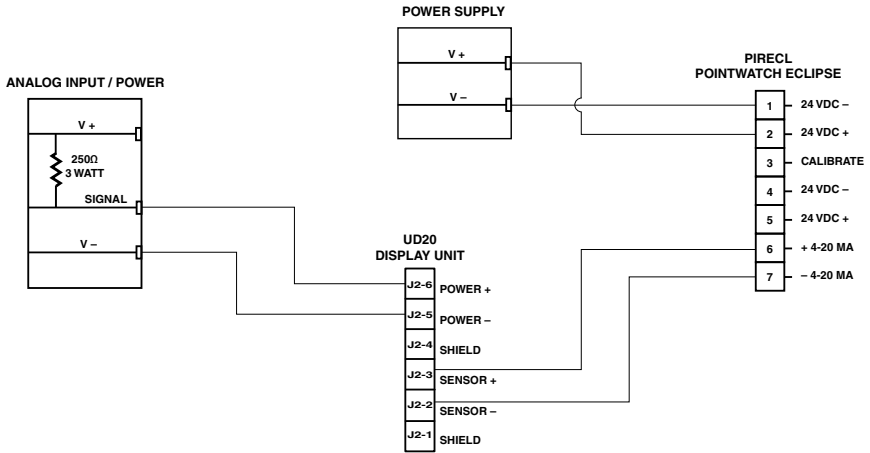 POWER SUPPLY
V +
V –
ANALOG INPUT / POWER
V +
250Ω
3 WATT
SIGNAL
V –
PIRECL
POINTWATCH ECLIPSE
1 24 VDC –
2 24 VDC +
3 CALIBRATE
4 24 VDC –
5 24 VDC +
6 + 4-20 MA
7 – 4-20 MA
UD20
DISPLAY UNIT
J2-6 POWER +
J2-5 POWER –
J2-4 SHIELD
J2-3 SENSOR +
J2-2 SENSOR –
J2-1 SHIELD